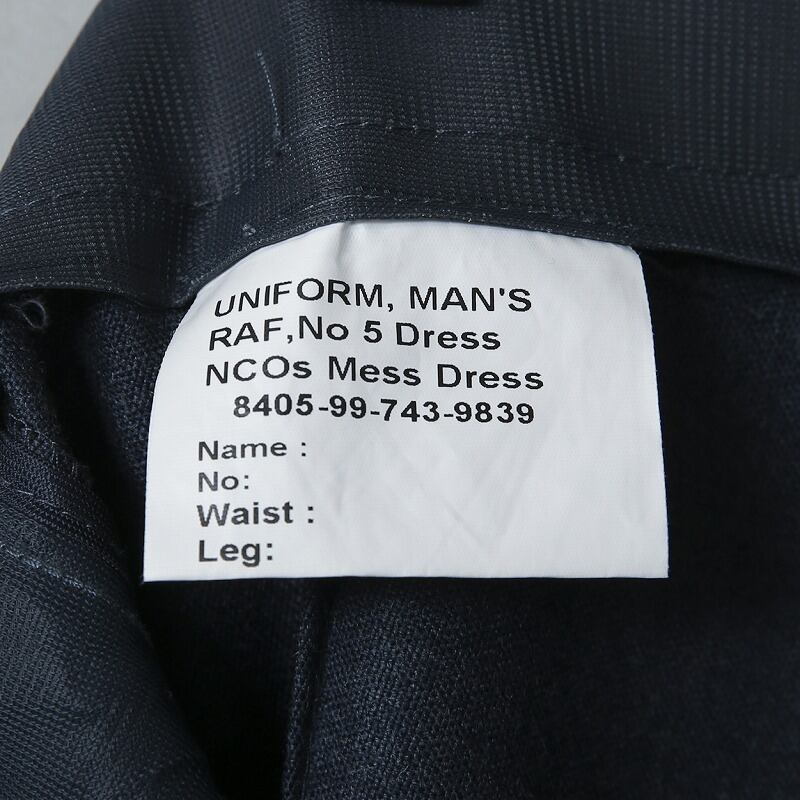 UNIFORM, MAN'S
RAF,No 5 Dress
NCOs Mess Dress
8405-99-743-9839
Name :
No:
Waist :
Leg: